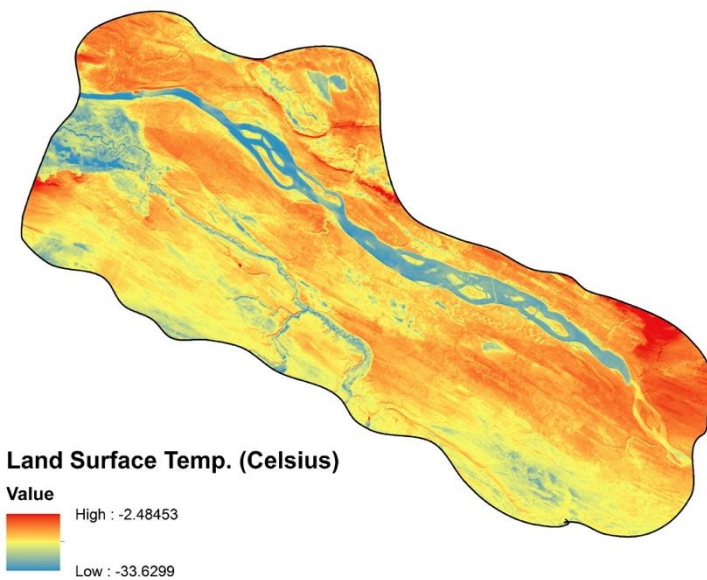 Land Surface Temp. (Celsius)
Value
High : -2.48453
Low : -33.6299